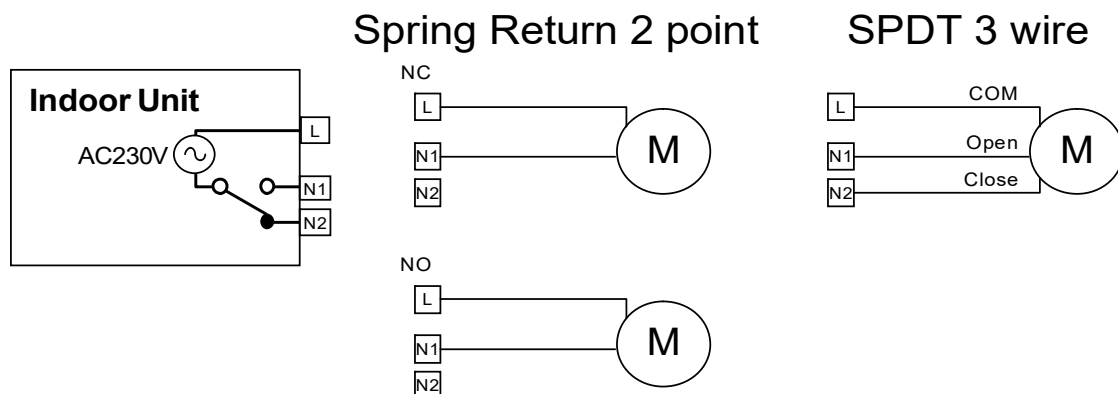 Spring Return 2 point
SPDT 3 wire
Indoor Unit
AC230V
L
N1
N2
NC
L
N1
N2
M
NO
L
N1
N2
M
L
N1
N2
COM
Open
Close
M